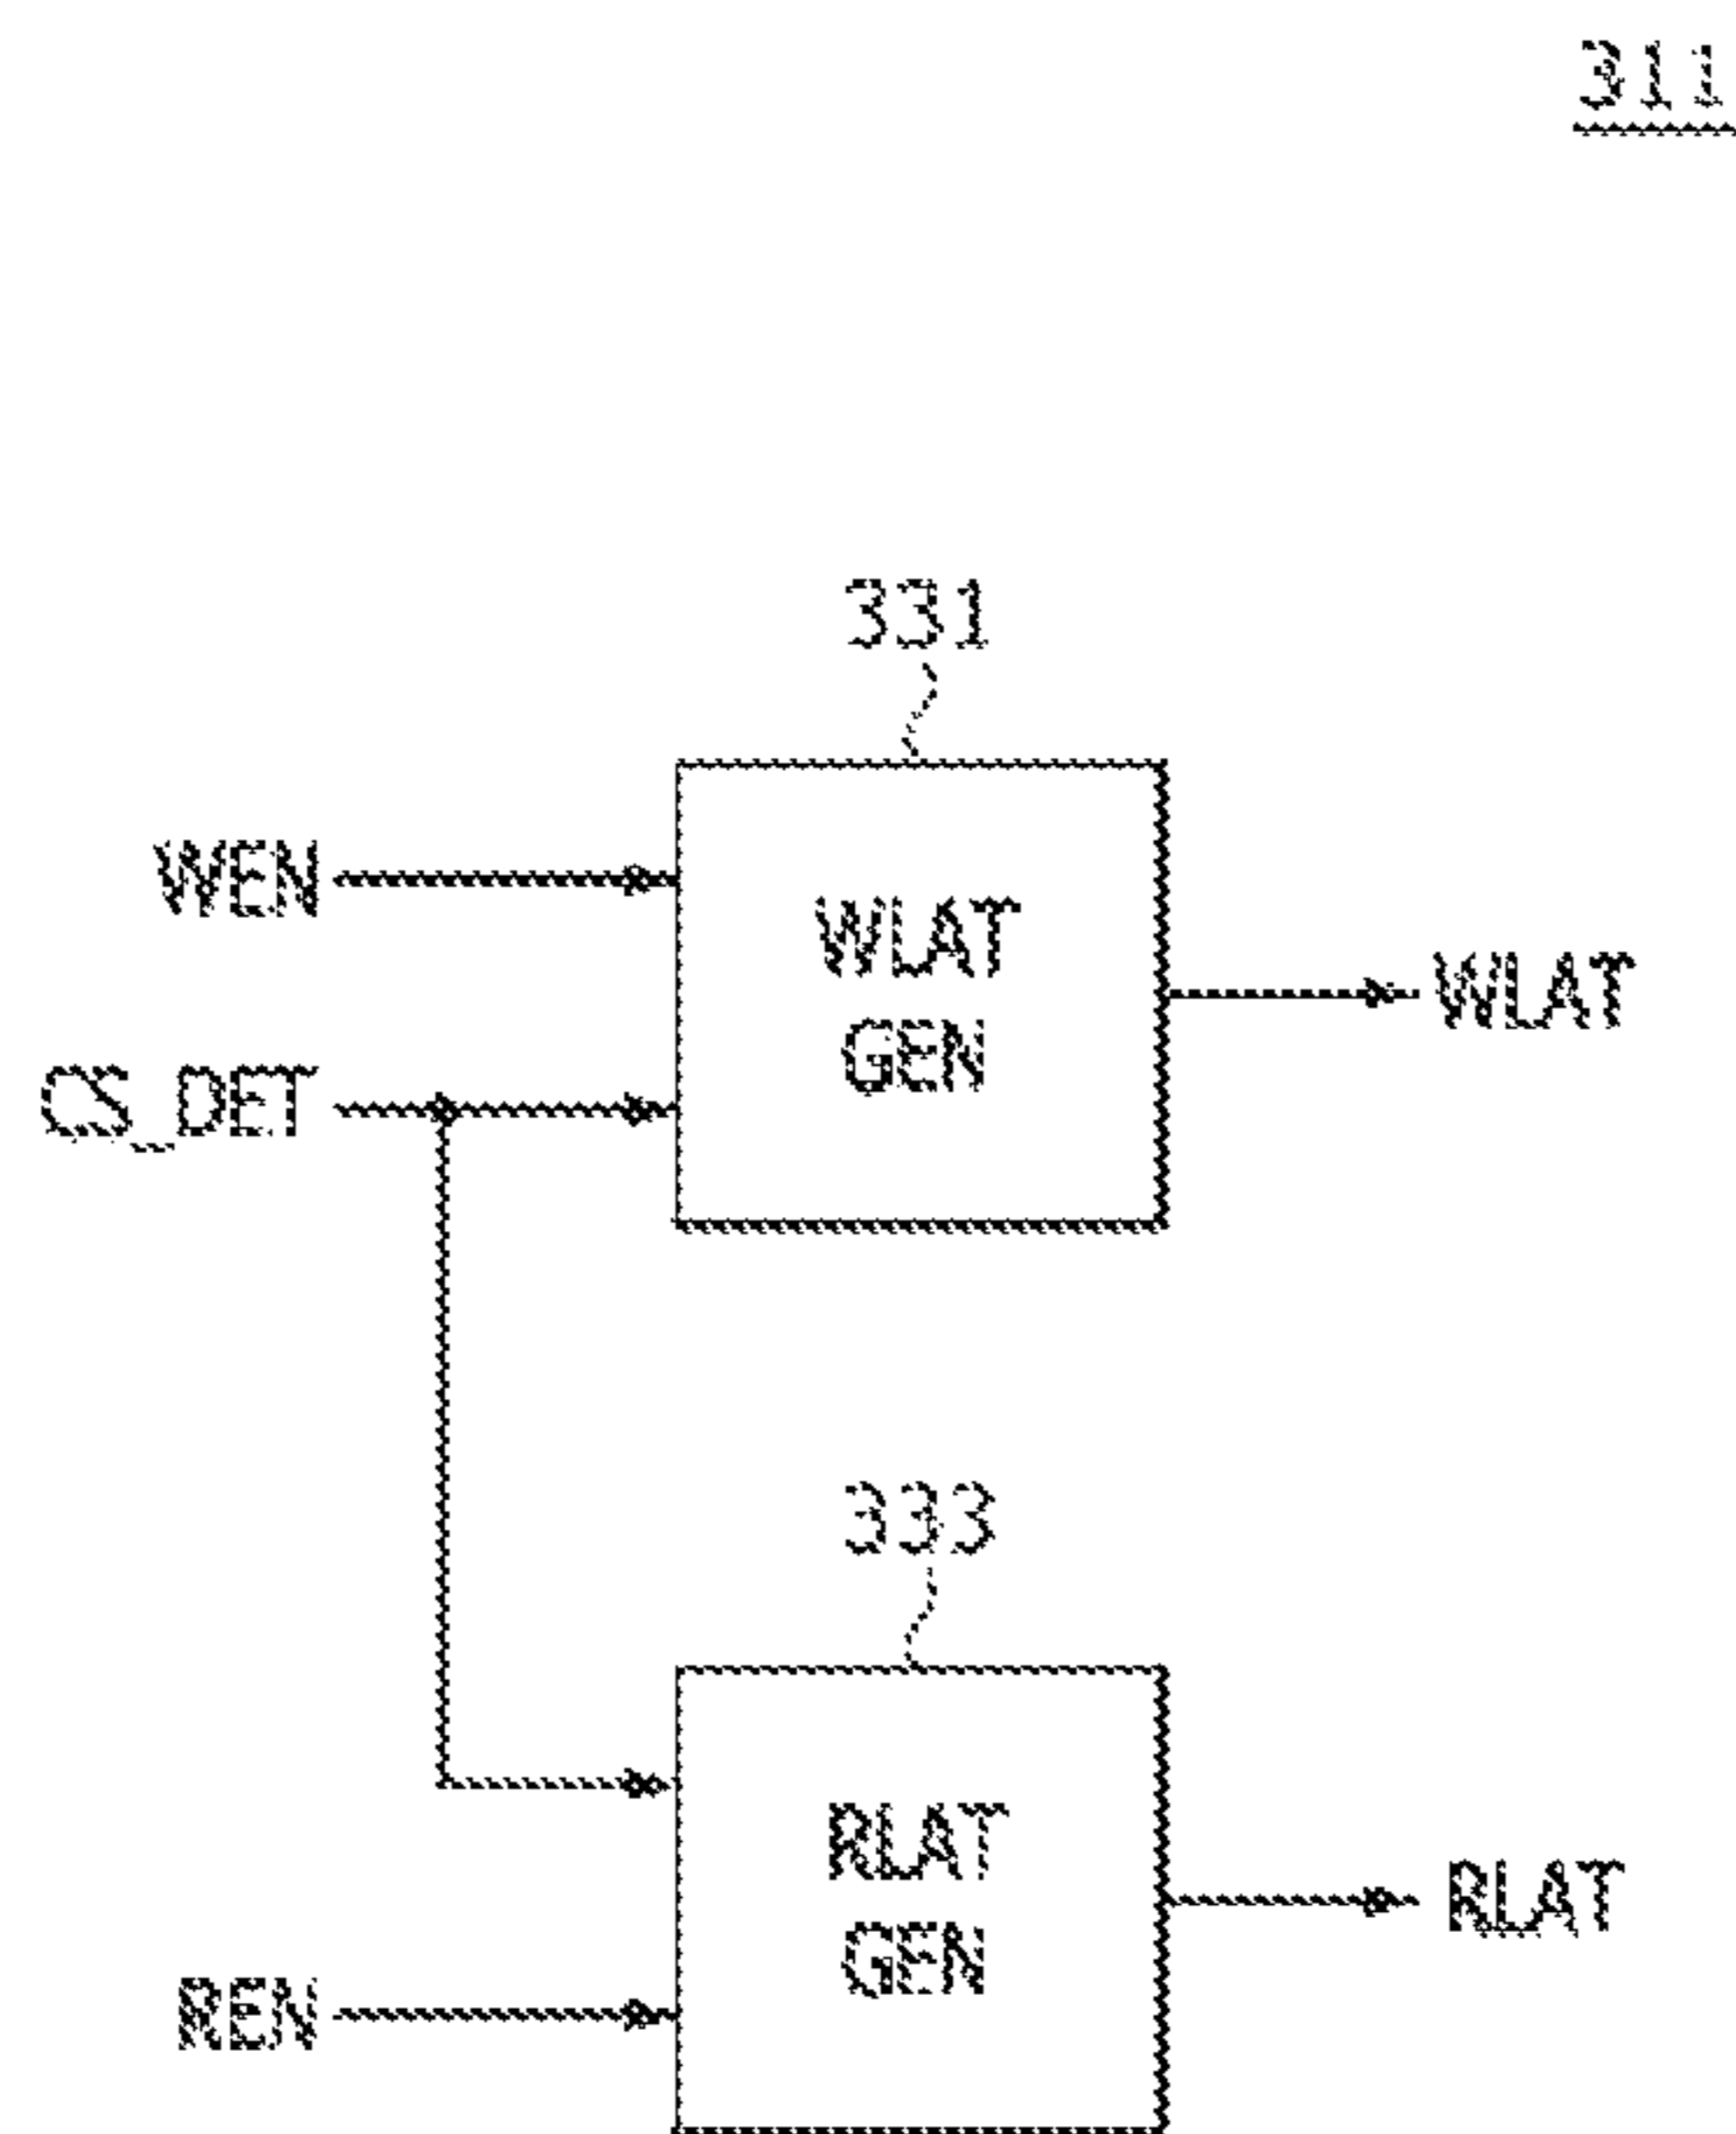 311
331
WEN
WLAT
GEN
WLAT
CS_DET
333
RLAT
GEN
RLAT
REN